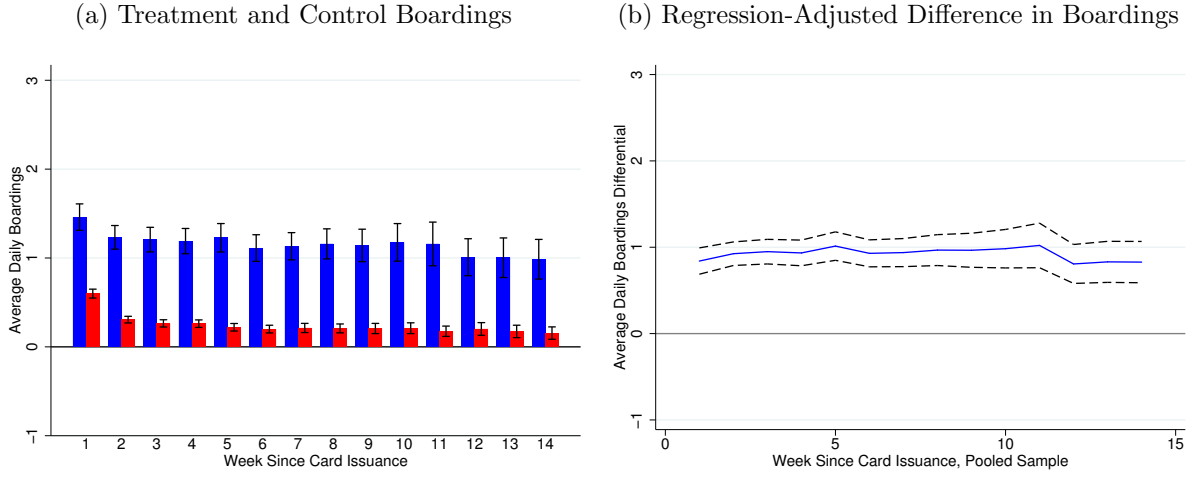 (a) Treatment and Control Boardings
3
2
1
0
−1
Average Daily Boardings
1 2 3 4 5 6 7 8 9 10 11 12 13 14
Week Since Card Issuance
(b) Regression-Adjusted Difference in Boardings
3
2
1
0
−1
Average Daily Boardings Differential
0 5 10 15
Week Since Card Issuance, Pooled Sample